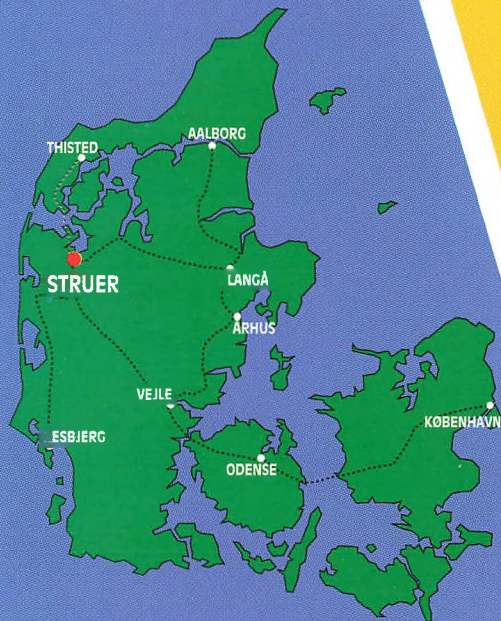 AALBORG
THISTED
STRUER
LANGÅ
ÅRHUS
VEJLE
KØBENHAVN
ESBJERG
ODENSE